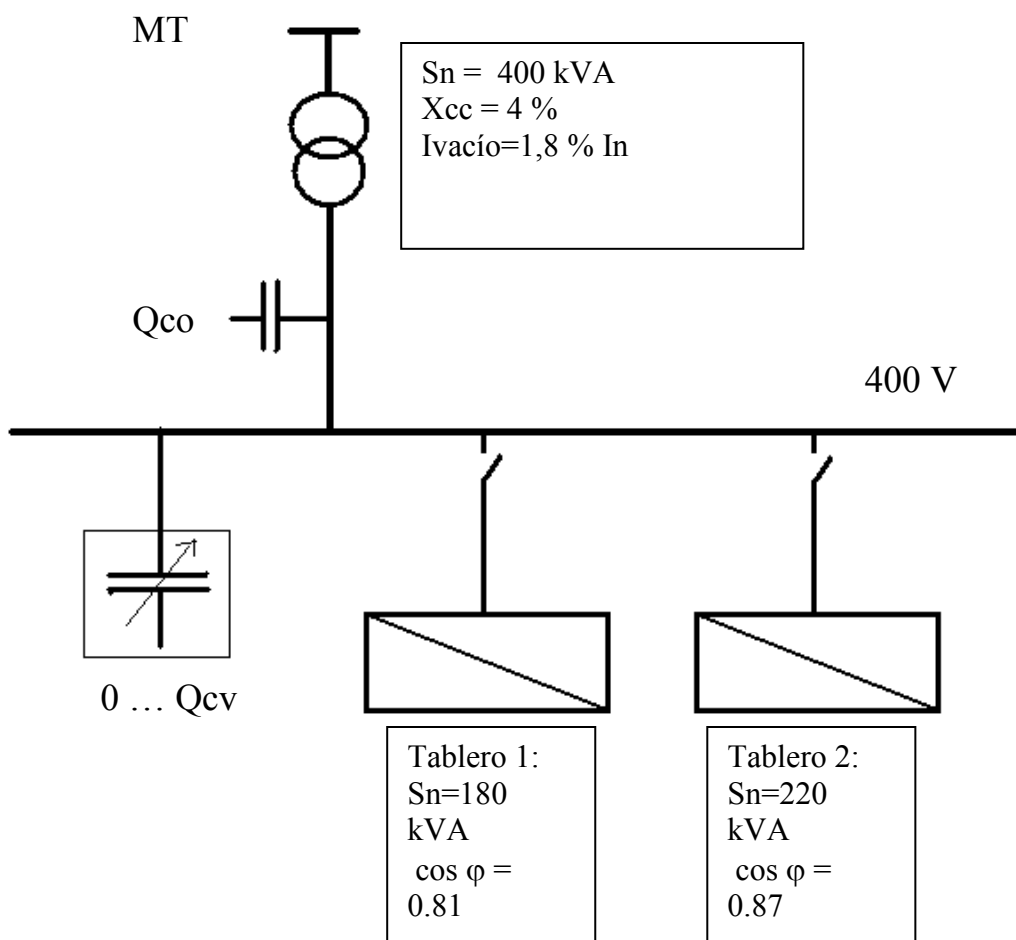 MT
Sn = 400 kVA
Xcc = 4 %
Ivacío=1,8 % In
Qco
400 V
0 … Qcv
Tablero 1:
Sn=180
kVA
cos φ =
0.81
Tablero 2:
Sn=220
kVA
cos φ =
0.87